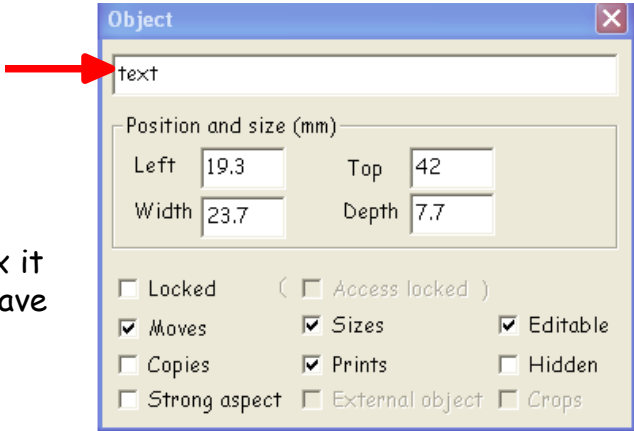 Object
text
Position and size (mm)
Left 19.3 Top 42
Width 23.7 Depth 7.7
Locked ( Access locked )
Moves Sizes Editable
Copies Prints Hidden
Strong aspect External object Crops
it